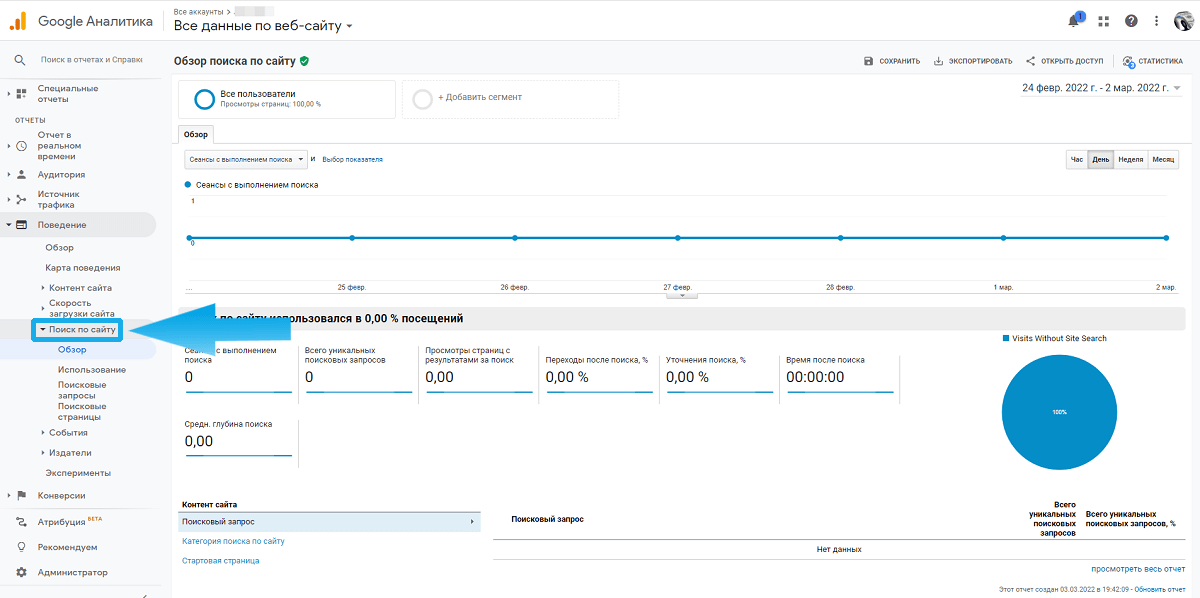 Google Аналитика
Все аккаунты >
Все данные по веб-сайту
1
Поиск в отчетах и Справке
Обзор поиска по сайту
СОХРАНИТЬ
ЭКСПОРТИРОВАТЬ
ОТКРЫТЬ ДОСТУП
3
СТАТИСТИКА
Специальные
отчеты
ОТЧЕТЫ
Отчет в
реальном
времени
Аудитория
Источник
трафика
Поведение
Обзор
Карта поведения
Контент сайта
Скорость
загрузки сайта
Поиск по сайту
Обзор
Использование
Поисковые
запросы
Поисковые
страницы
События
Издатели
Эксперименты
Конверсии
Атрибуция БЕТА
Рекомендуем
Администратор
Все пользователи
Просмотры страниц: 100,00 %
+ Добавить сегмент
24 февр. 2022 г. - 2 мар. 2022 г.
Обзор
Сеансы с выполнением поиска
и
Выбор показателя
Час
День
Неделя
Месяц
Сеансы с выполнением поиска
1
0
...
25 февр.
26 февр.
27 февр.
28 февр.
1 мар.
2 мар.
по сайту использовался в 0,00 % посещений
Сеансы с выполнением
поиска
0
Всего уникальных
поисковых запросов
0
Просмотры страниц с
результатами за поиск
0,00
Переходы после поиска, %
0,00 %
Уточнения поиска, %
0,00 %
Время после поиска
00:00:00
Средн. глубина поиска
0,00
Visits Without Site Search
100%
Контент сайта
Поисковый запрос
Категория поиска по сайту
Стартовая страница
Поисковый запрос
Всего
уникальных
поисковых
запросов
Всего уникальных
поисковых запросов, %
Нет данных
просмотреть весь отчет
Этот отчет создан 03.03.2022 в 19:42:09 - Обновить отчет